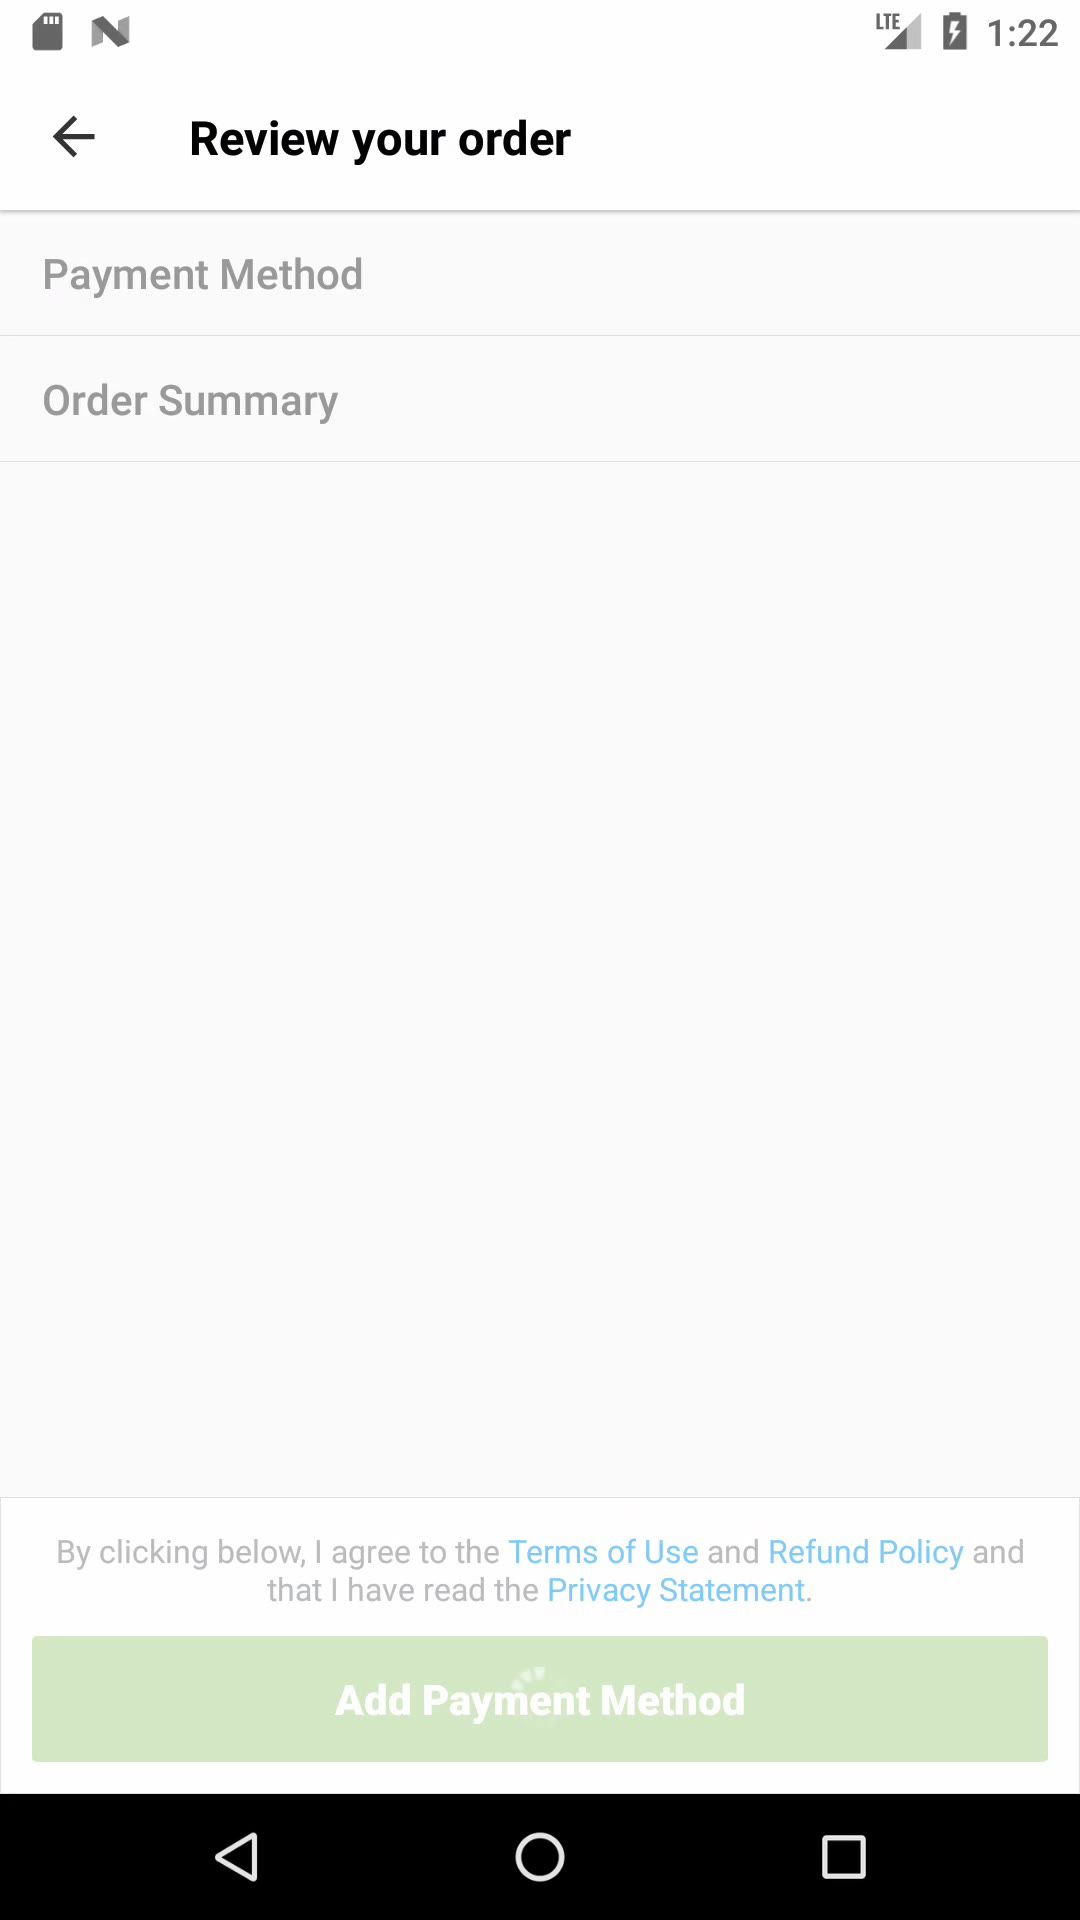 LTE 1:22
Review your order
Payment Method
Order Summary
By clicking below, I agree to the Terms of Use and Refund Policy and
that I have read the Privacy Statement.
Add Payment Method